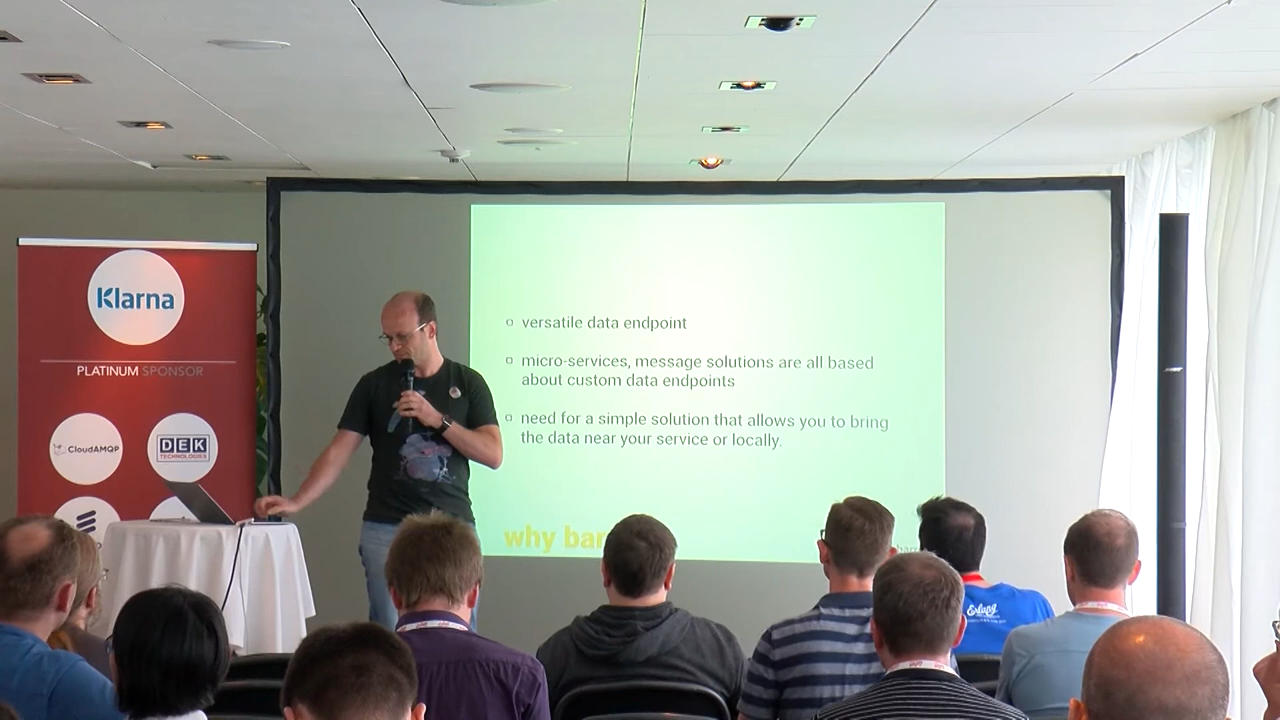 Klarna
PLATINUM SPONSOR
CloudAMQP
DEK
TECHNOLOGIES
versatile data endpoint
micro-services, message solutions are all based
about custom data endpoints
need for a simple solution that allows you to bring
the data near your service or locally.
why
Erlang